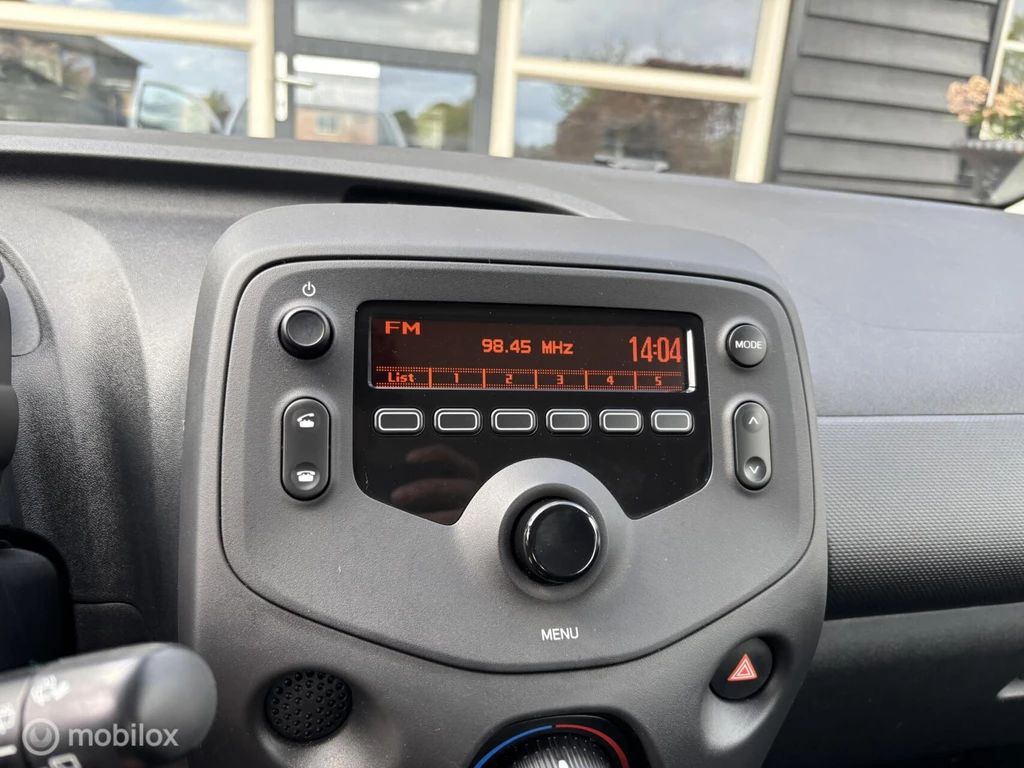 FM
98.45 MHz
14:04
List 1 2 3 4 5
MODE
MENU
mobilox